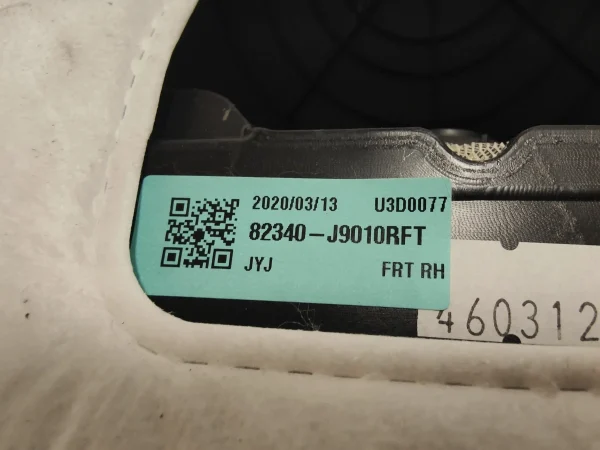 2020/03/13 U3D0077
82340-J9010RFT
JYJ FRT RH
460312